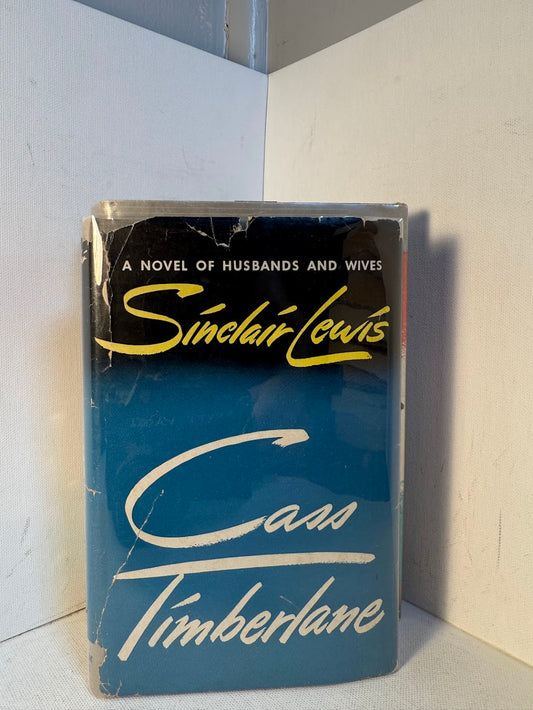 A NOVEL OF HUSBANDS AND WIVES
Sinclair Lewis
Cass
Timberlane